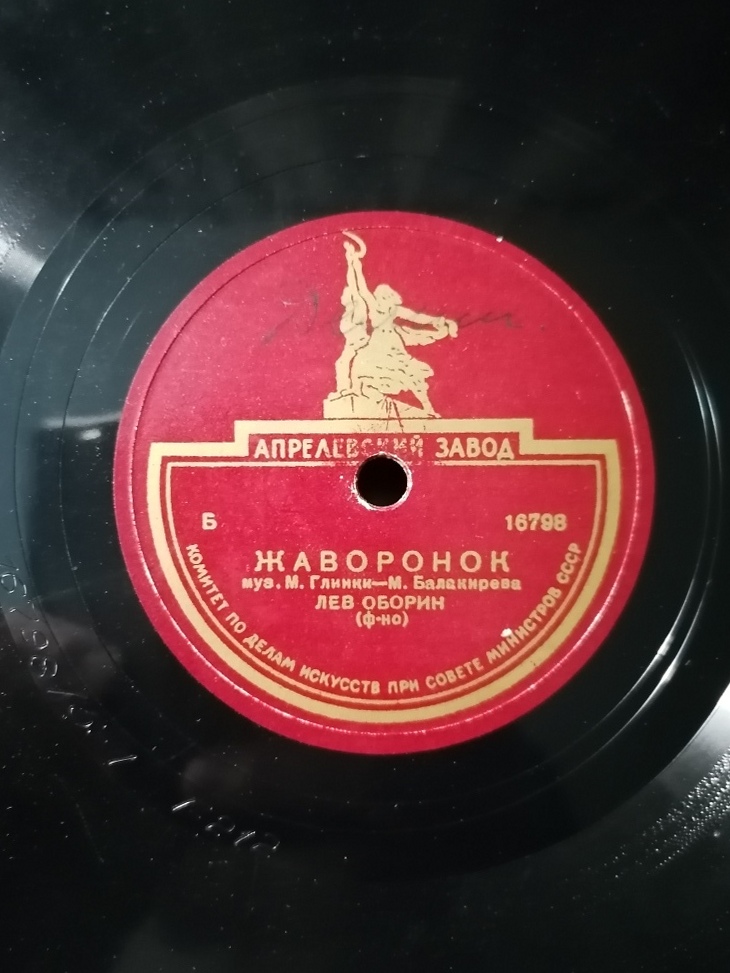 АПРЕЛЕВСКИЙ ЗАВОД
Б 16798
ЖАВОРОНОК
муз. М. Глинки—М. Балакирева
ЛЕВ ОБОРИН
(ф-но)
КОМИТЕТ ПО ДЕЛАМ ИСКУССТВ ПРИ СОВЕТЕ МИНИСТРОВ СССР